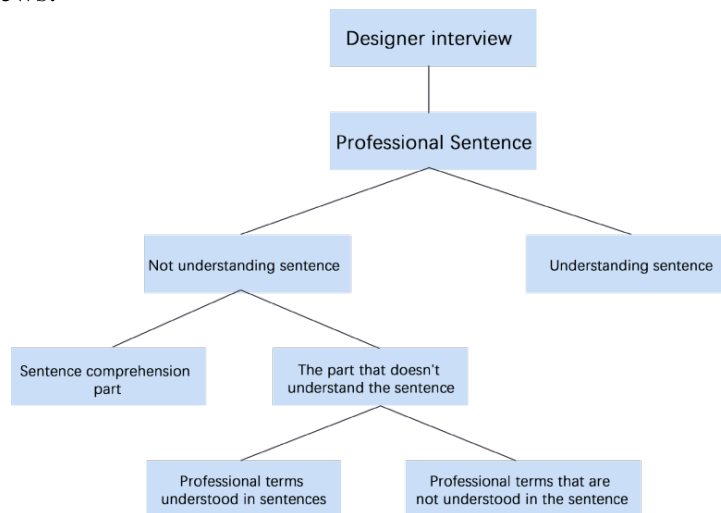 Designer interview
Professional Sentence
Not understanding sentence
Understanding sentence
Sentence comprehension
part
The part that doesn't
understand the sentence
Professional terms
understood in sentences
Professional terms that are
not understood in the sentence